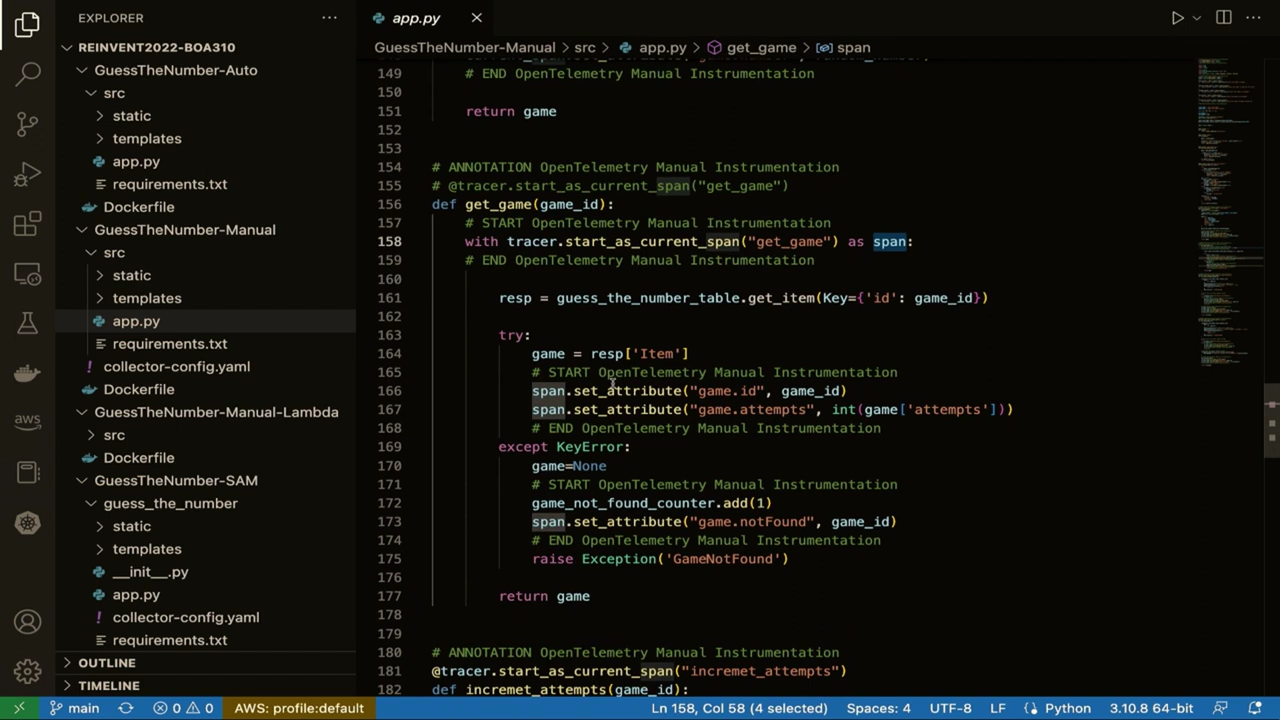 EXPLORER
REINVENT2022-BOA310
GuessTheNumber-Auto
src
static
templates
app.py
requirements.txt
Dockerfile
GuessTheNumber-Manual
src
static
templates
app.py
requirements.txt
! collector-config.yaml
Dockerfile
GuessTheNumber-Manual-Lambda
src
Dockerfile
GuessTheNumber-SAM
guess_the_number
static
templates
__init__.py
app.py
! collector-config.yaml
requirements.txt
OUTLINE
TIMELINE
aws
app.py
GuessTheNumber-Manual > src > app.py > get_game > span
149 # END OpenTelemetry Manual Instrumentation
150
151 return game
152
153
154 # ANNOTATION OpenTelemetry Manual Instrumentation
155 # @tracer.start_as_current_span("get_game")
156 def get_game(game_id):
157 # START OpenTelemetry Manual Instrumentation
158 with tracer.start_as_current_span("get_game") as span:
159 # END OpenTelemetry Manual Instrumentation
160
161 resp = guess_the_number_table.get_item(Key={'id': game_id})
162
163 try:
164 game = resp['Item']
165 # START OpenTelemetry Manual Instrumentation
166 span.set_attribute("game.id", game_id)
167 span.set_attribute("game.attempts", int(game['attempts']))
168 # END OpenTelemetry Manual Instrumentation
169 except KeyError:
170 game=None
171 # START OpenTelemetry Manual Instrumentation
172 game_not_found_counter.add(1)
173 span.set_attribute("game.notFound", game_id)
174 # END OpenTelemetry Manual Instrumentation
175 raise Exception('GameNotFound')
176
177 return game
178
179
180 # ANNOTATION OpenTelemetry Manual Instrumentation
181 @tracer.start_as_current_span("incremet_attempts")
182 def incremet_attempts(game_id):
main 0 0 AWS: profile:default Ln 158, Col 58 (4 selected) Spaces: 4 UTF-8 LF Python 3.10.8 64-bit